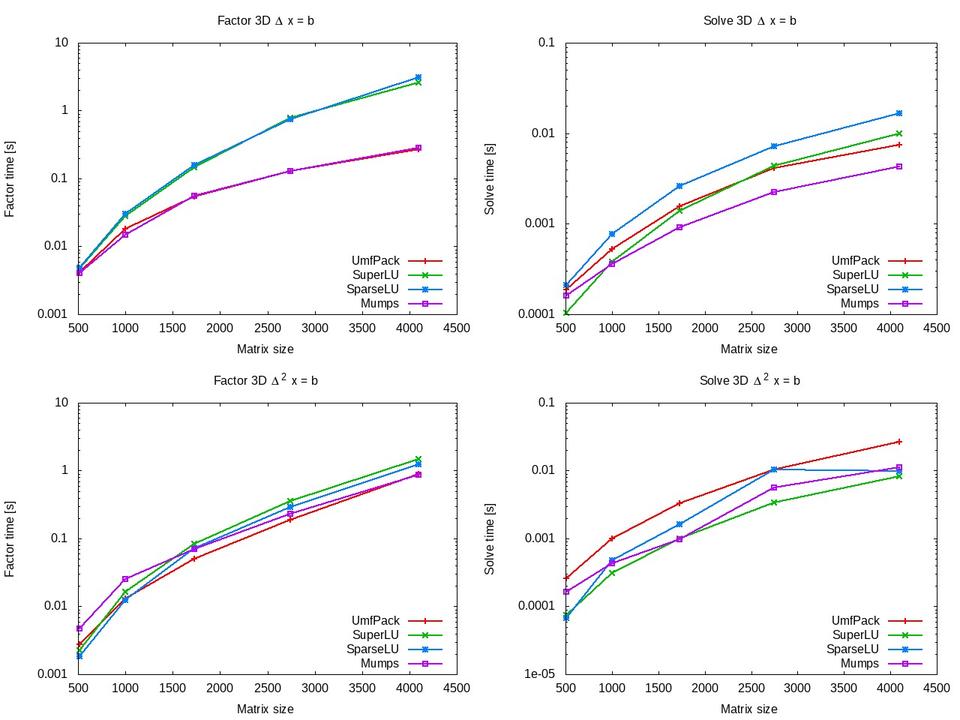 Factor 3D Δ x = b
Factor time [s]
10
1
0.1
0.01
0.001
500 1000 1500 2000 2500 3000 3500 4000 4500
Matrix size
UmfPack
SuperLU
SparseLU
Mumps
Solve 3D Δ x = b
Solve time [s]
0.1
0.01
0.001
0.0001
500 1000 1500 2000 2500 3000 3500 4000 4500
Matrix size
UmfPack
SuperLU
SparseLU
Mumps
Factor 3D Δ² x = b
Factor time [s]
10
1
0.1
0.01
0.001
500 1000 1500 2000 2500 3000 3500 4000 4500
Matrix size
UmfPack
SuperLU
SparseLU
Mumps
Solve 3D Δ² x = b
Solve time [s]
0.1
0.01
0.001
0.0001
1e-05
500 1000 1500 2000 2500 3000 3500 4000 4500
Matrix size
UmfPack
SuperLU
SparseLU
Mumps